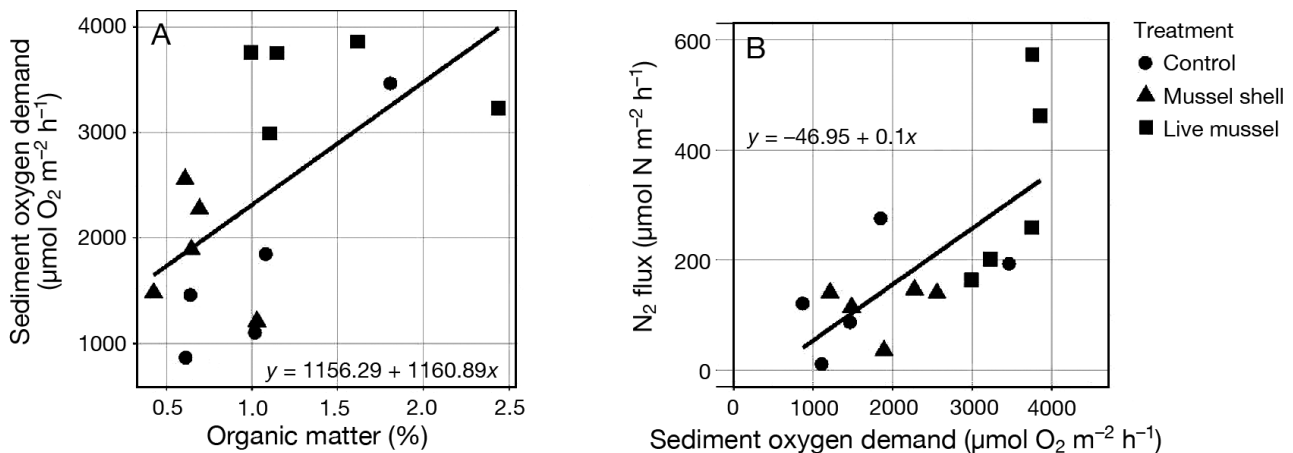 A
Sediment oxygen demand
(µmol O₂ m⁻² h⁻¹)
4000
3000
2000
1000
y = 1156.29 + 1160.89x
0.5
1.0
1.5
2.0
2.5
Organic matter (%)
B
N₂ flux (µmol N m⁻² h⁻¹)
600
400
200
0
y = –46.95 + 0.1x
0
1000
2000
3000
4000
Sediment oxygen demand (µmol O₂ m⁻² h⁻¹)
Treatment
Control
Mussel shell
Live mussel